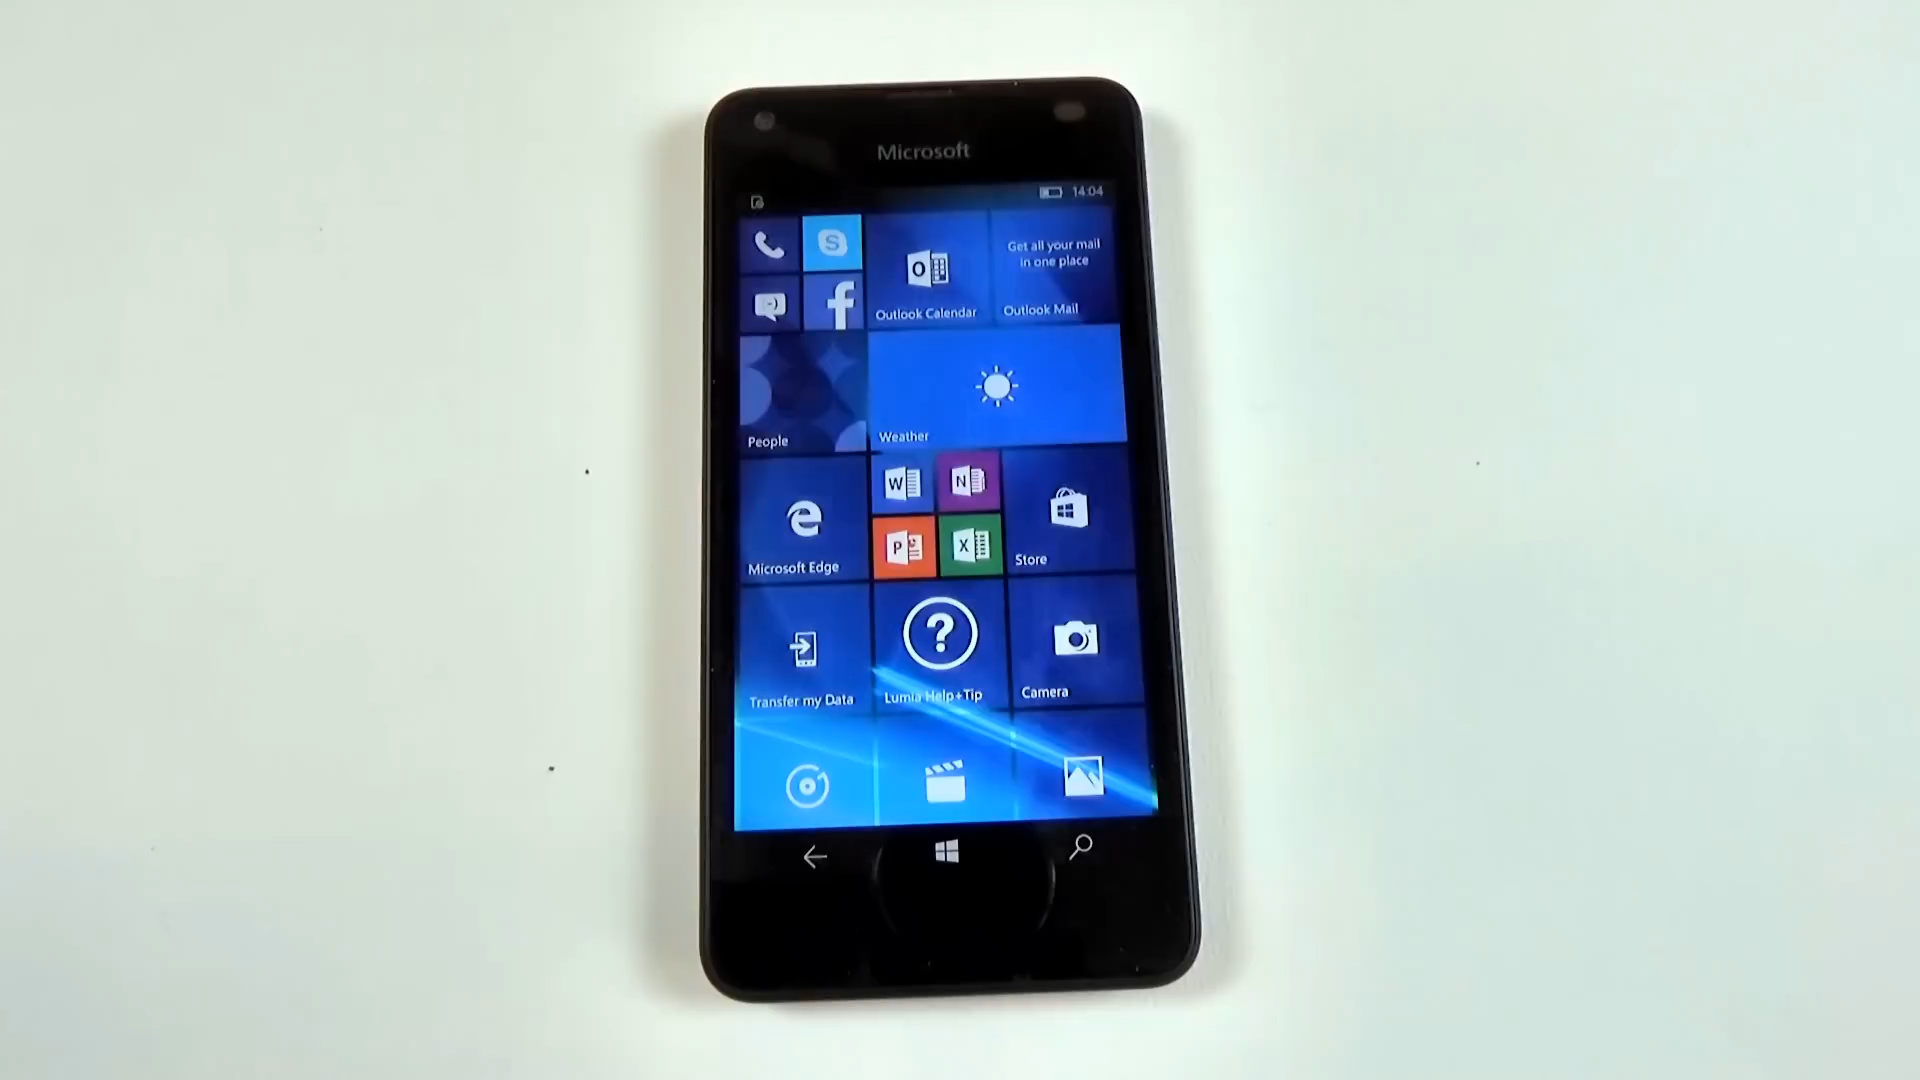 Microsoft
14:04
S
f
O
Outlook Calendar
Get all your mail
in one place
Outlook Mail
People
Weather
Microsoft Edge
W
N
P
X
Store
Transfer my Data
?
Lumia Help+Tip
Camera